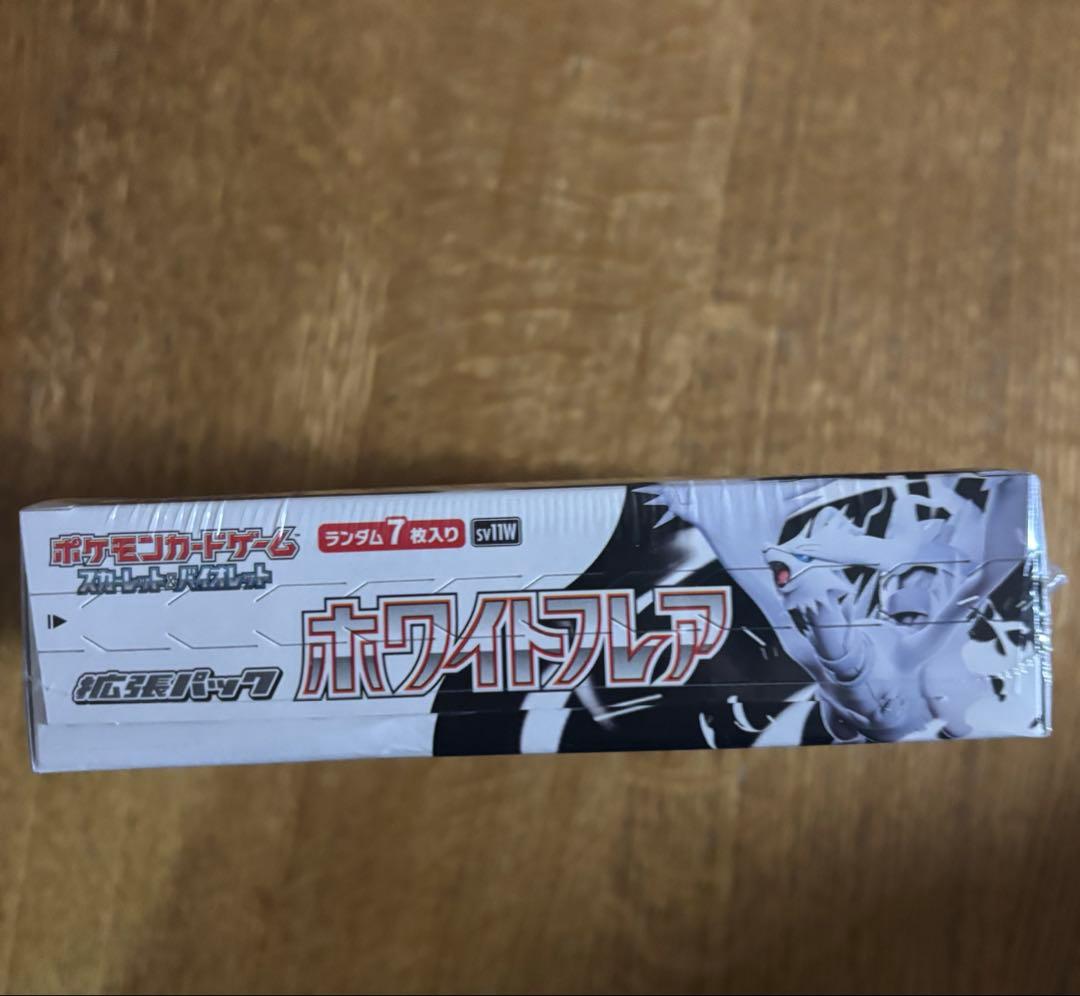 ポケモンカードゲーム
スカーレット&バイオレット
ランダム7枚入り
sv11W
ホワイトフレア
拡張パック